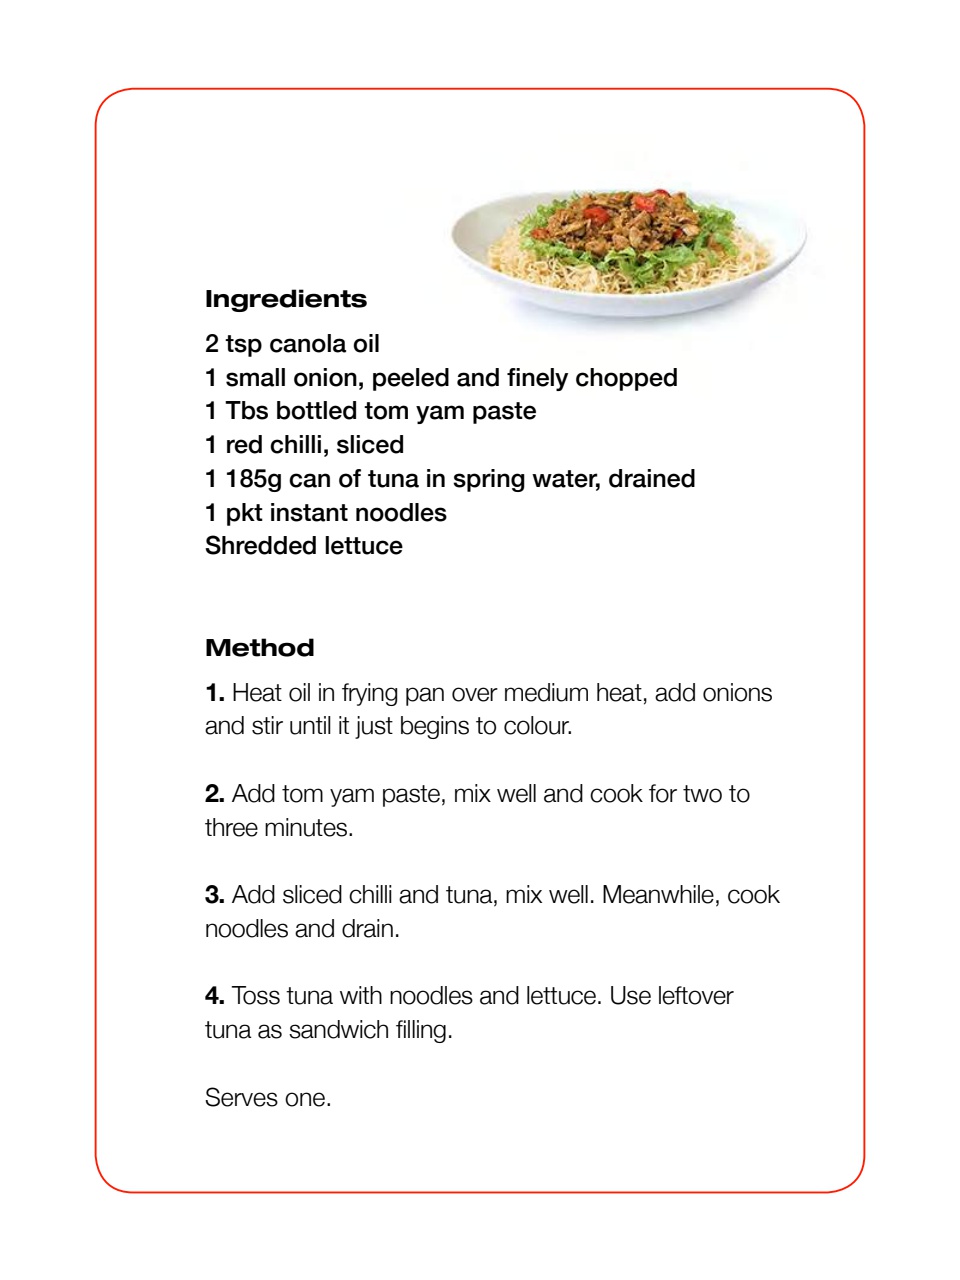 Ingredients
2 tsp canola oil
1 small onion, peeled and finely chopped
1 Tbs bottled tom yam paste
1 red chilli, sliced
1 185g can of tuna in spring water, drained
1 pkt instant noodles
Shredded lettuce
Method
1. Heat oil in frying pan over medium heat, add onions
and stir until it just begins to colour.
2. Add tom yam paste, mix well and cook for two to
three minutes.
3. Add sliced chilli and tuna, mix well. Meanwhile, cook
noodles and drain.
4. Toss tuna with noodles and lettuce. Use leftover
tuna as sandwich filling.
Serves one.